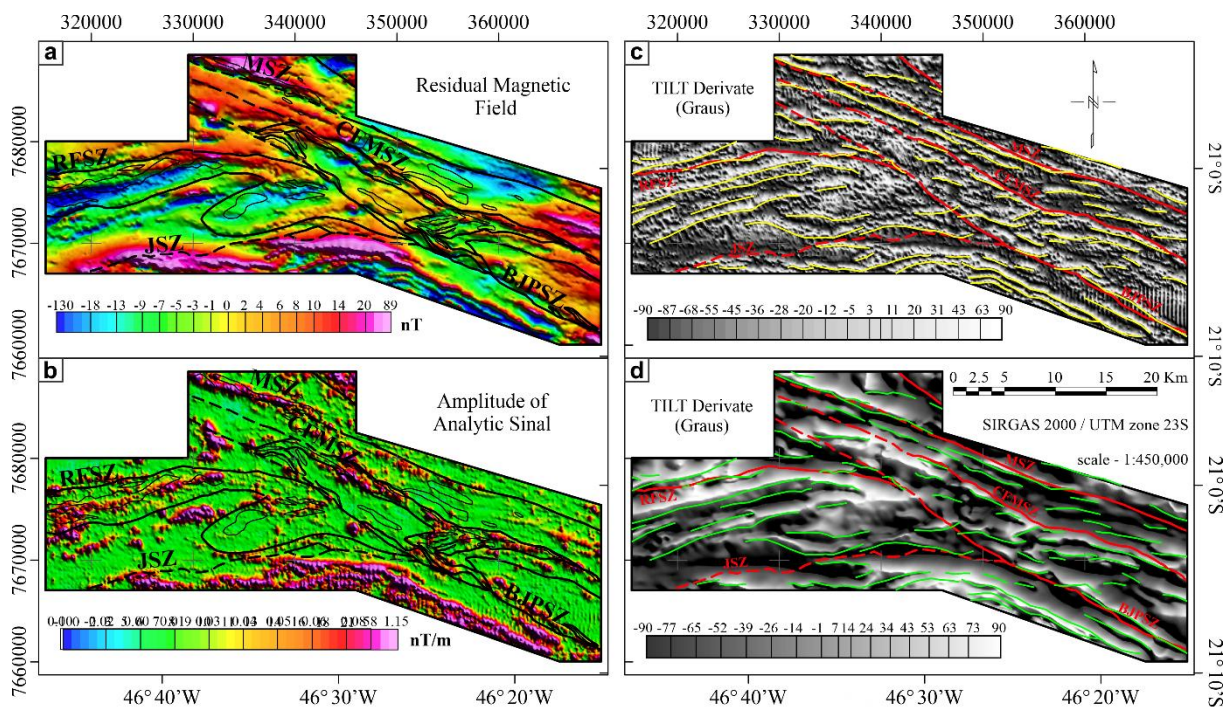 320000 330000 340000 350000 360000
320000 330000 340000 350000 360000
a
MSZ
Residual Magnetic
Field
CFMSZ
RFSZ
JSZ
BJPSZ
-130 -18 -13 -9 -7 -5 -3 -1 0 2 4 6 8 10 14 20 89
nT
7680000
7670000
7660000
c
TILT Derivate
(Graus)
N
MSZ
CFMSZ
RFSZ
JSZ
BJPSZ
-90 -87 -68 -55 -45 -36 -28 -20 -12 -5 3 11 20 31 43 63 90
21° 0'S
21° 10'S
b
MSZ
Amplitude of
Analytic Sinal
CFMSZ
RFSZ
JSZ
BJPSZ
1.15
nT/m
7680000
7670000
7660000
d
TILT Derivate
(Graus)
0 2.5 5 10 15 20 Km
SIRGAS 2000 / UTM zone 23S
scale - 1:450,000
MSZ
CFMSZ
RFSZ
JSZ
BJPSZ
-90 -77 -65 -52 -39 -26 -14 -1 7 14 24 34 43 53 63 73 90
21° 0'S
21° 10'S
46°40'W 46°30'W 46°20'W
46°40'W 46°30'W 46°20'W